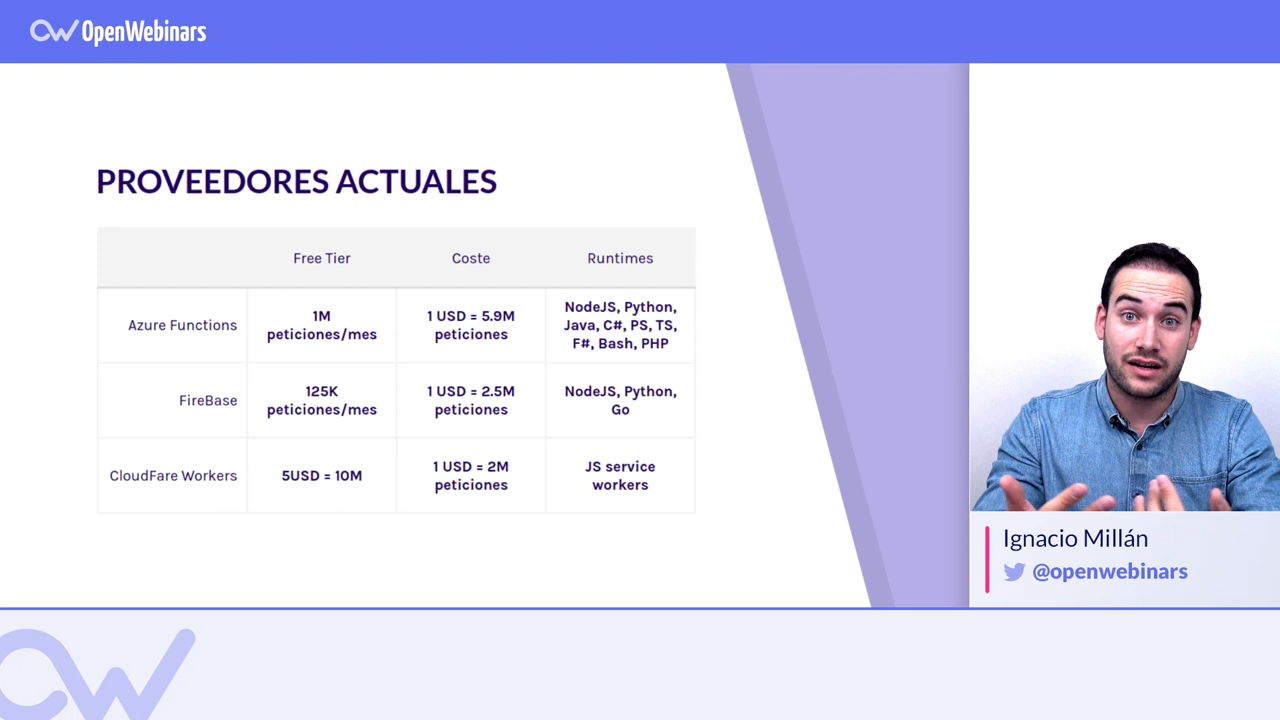 OpenWebinars
PROVEEDORES ACTUALES
Free Tier
Coste
Runtimes
Azure Functions
1M
peticiones/mes
1 USD = 5.9M
peticiones
NodeJS, Python,
Java, C#, PS, TS,
F#, Bash, PHP
FireBase
125K
peticiones/mes
1 USD = 2.5M
peticiones
NodeJS, Python,
Go
CloudFare Workers
5USD = 10M
1 USD = 2M
peticiones
JS service
workers
Ignacio Millán
@openwebinars